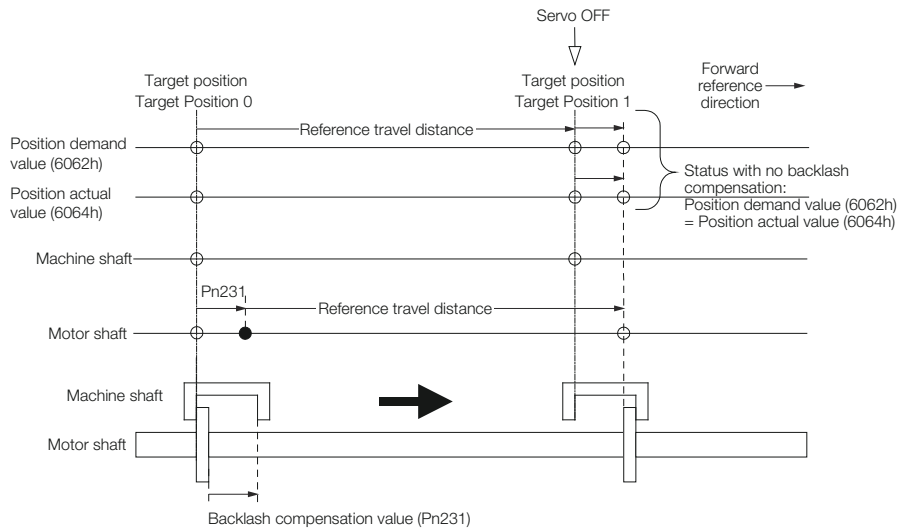 Servo OFF
Target position
Target Position 0
Target position
Target Position 1
Forward
reference
direction
Reference travel distance
Position demand
value (6062h)
Position actual
value (6064h)
Status with no backlash
compensation:
Position demand value (6062h)
= Position actual value (6064h)
Machine shaft
Pn231
Reference travel distance
Motor shaft
Machine shaft
Motor shaft
Backlash compensation value (Pn231)